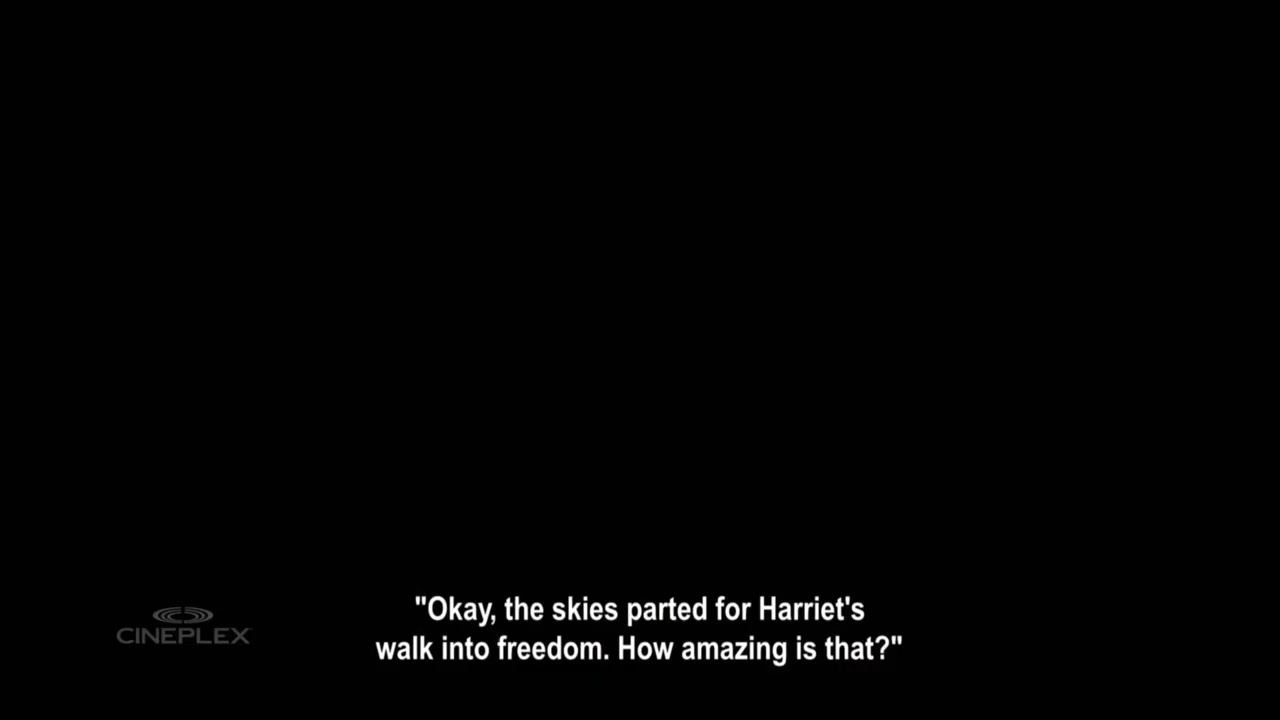 "Okay, the skies parted for Harriet's
walk into freedom. How amazing is that?"
CINEPLEX